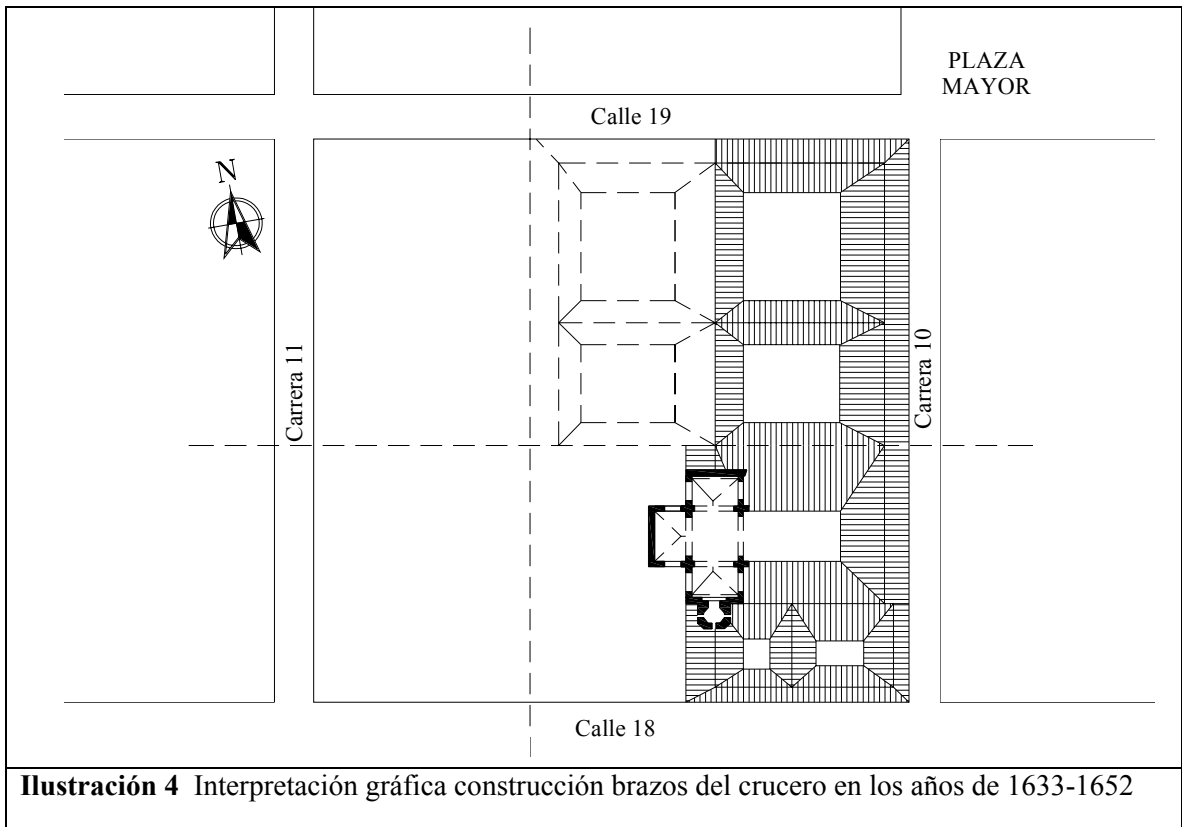 PLAZA
MAYOR
Calle 19
N
Carrera 11
Carrera 10
Calle 18
Ilustración 4 Interpretación gráfica construcción brazos del crucero en los años de 1633-1652